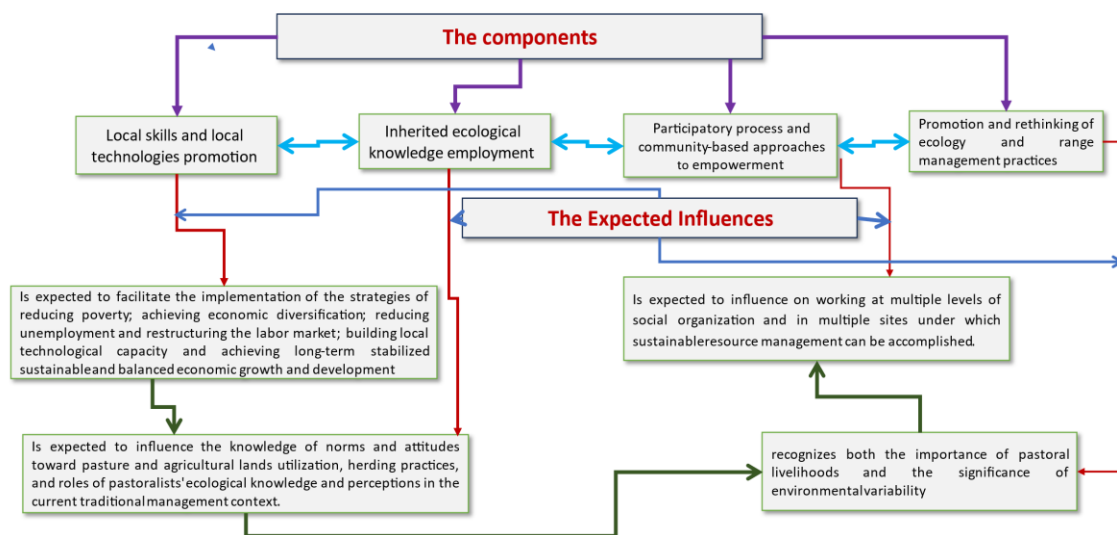 The components
Local skills and local
technologies promotion
Inherited ecological
knowledge employment
Participatory process and
community-based approaches
to empowerment
Promotion and rethinking of
ecology and range
management practices
The Expected Influences
Is expected to facilitate the implementation of the strategies of
reducing poverty; achieving economic diversification; reducing
unemployment and restructuring the labor market; building local
technological capacity and achieving long-term stabilized
sustainable and balanced economic growth and development
Is expected to influence on working at multiple levels of
social organization and in multiple sites under which
sustainable resource management can be accomplished.
Is expected to influence the knowledge of norms and attitudes
toward pasture and agricultural lands utilization, herding practices,
and roles of pastoralists' ecological knowledge and perceptions in the
current traditional management context.
recognizes both the importance of pastoral
livelihoods and the significance of
environmental variability